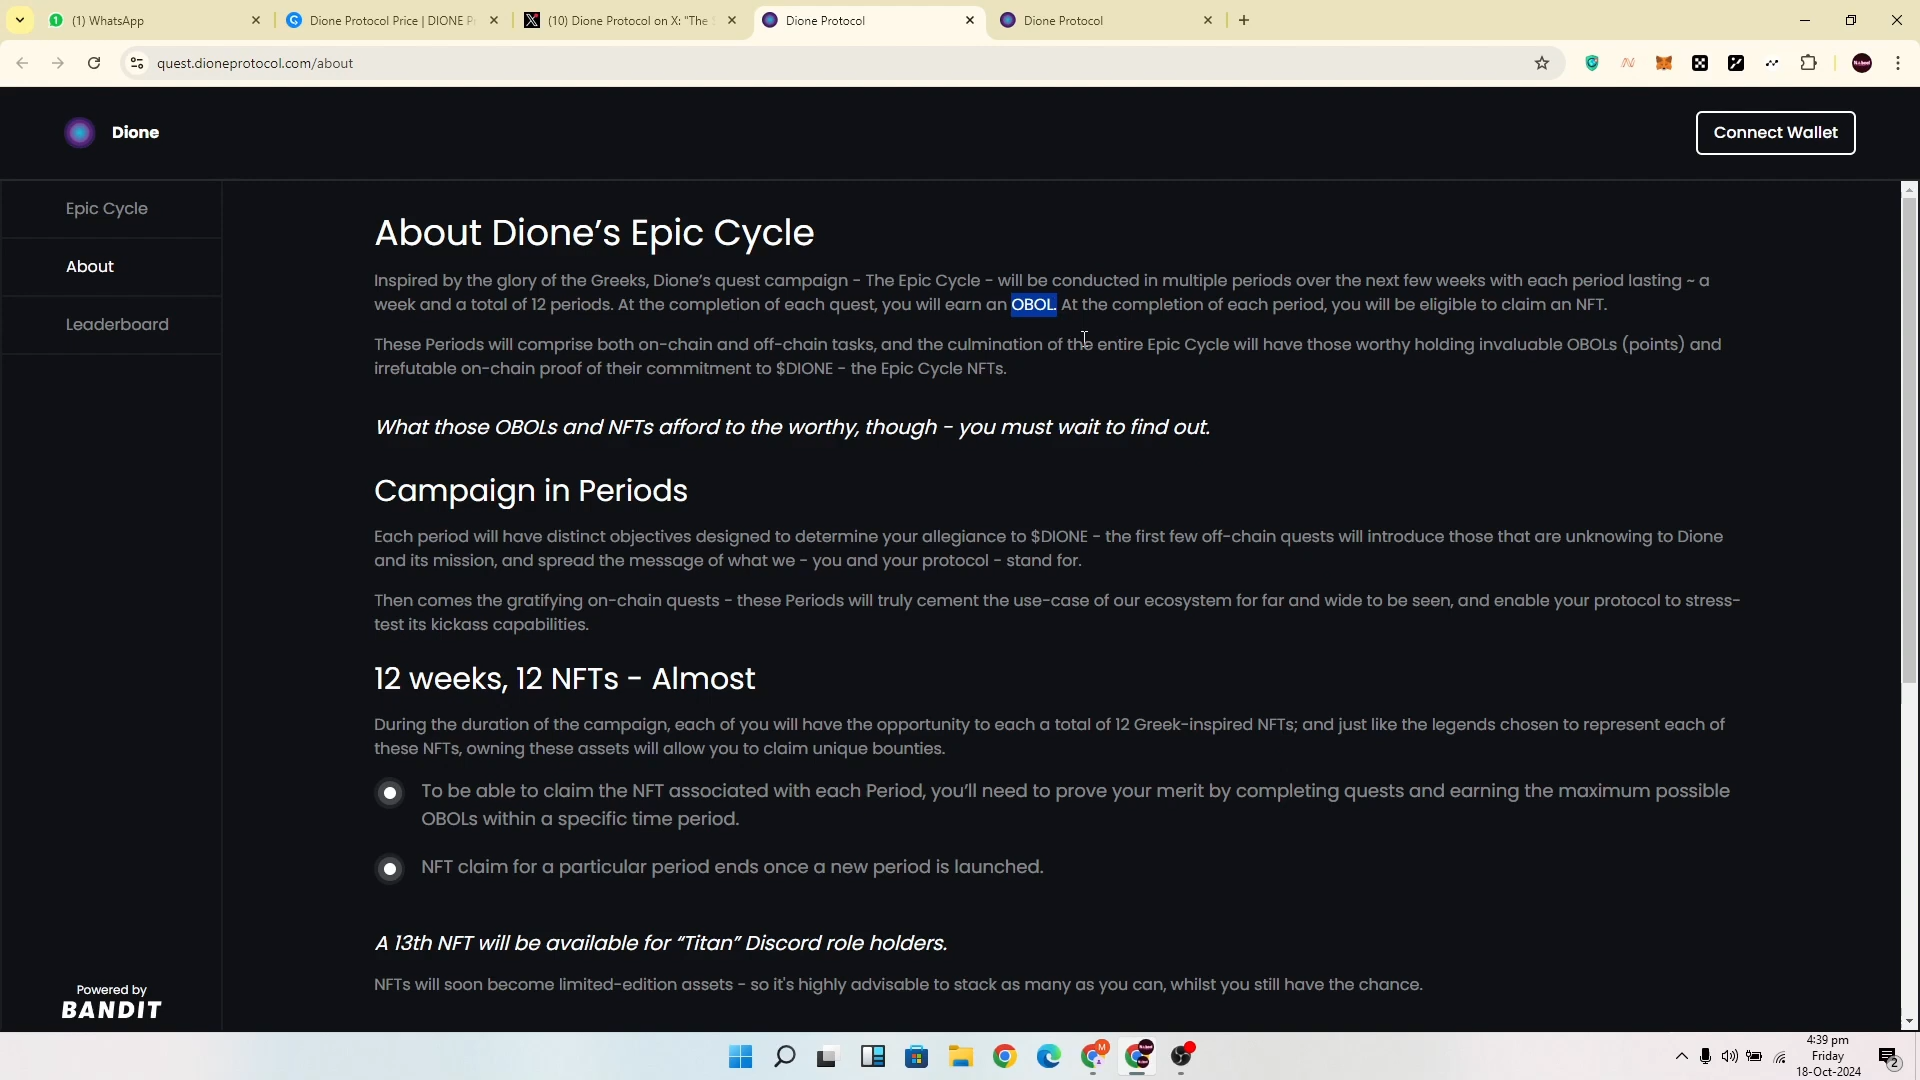 (1) WhatsApp
Dione Protocol Price | DIONE P
(10) Dione Protocol on X: "The
Dione Protocol
Dione Protocol
quest.dioneprotocol.com/about
Dione
Connect Wallet
Epic Cycle
About
Leaderboard
About Dione’s Epic Cycle
Inspired by the glory of the Greeks, Dione’s quest campaign - The Epic Cycle - will be conducted in multiple periods over the next few weeks with each period lasting ~ a
week and a total of 12 periods. At the completion of each quest, you will earn an OBOL. At the completion of each period, you will be eligible to claim an NFT.
These Periods will comprise both on-chain and off-chain tasks, and the culmination of the entire Epic Cycle will have those worthy holding invaluable OBOLs (points) and
irrefutable on-chain proof of their commitment to $DIONE - the Epic Cycle NFTs.
What those OBOLs and NFTs afford to the worthy, though - you must wait to find out.
Campaign in Periods
Each period will have distinct objectives designed to determine your allegiance to $DIONE - the first few off-chain quests will introduce those that are unknowing to Dione
and its mission, and spread the message of what we - you and your protocol - stand for.
Then comes the gratifying on-chain quests - these Periods will truly cement the use-case of our ecosystem for far and wide to be seen, and enable your protocol to stress-
test its kickass capabilities.
12 weeks, 12 NFTs - Almost
During the duration of the campaign, each of you will have the opportunity to each a total of 12 Greek-inspired NFTs; and just like the legends chosen to represent each of
these NFTs, owning these assets will allow you to claim unique bounties.
To be able to claim the NFT associated with each Period, you’ll need to prove your merit by completing quests and earning the maximum possible
OBOLs within a specific time period.
NFT claim for a particular period ends once a new period is launched.
A 13th NFT will be available for “Titan” Discord role holders.
NFTs will soon become limited-edition assets - so it's highly advisable to stack as many as you can, whilst you still have the chance.
Powered by
BANDIT
4:39 pm
Friday
18-Oct-2024
2